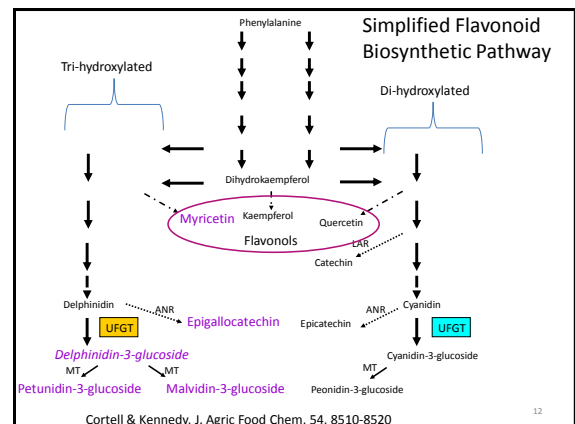 Phenylalanine
Simplified Flavonoid
Biosynthetic Pathway
Tri-hydroxylated
Di-hydroxylated
Dihydrokaempferol
Myricetin
Kaempferol
Quercetin
Flavonols
LAR
Catechin
Delphinidin
ANR
Epigallocatechin
Epicatechin
ANR
Cyanidin
UFGT
UFGT
Delphinidin-3-glucoside
Cyanidin-3-glucoside
MT
MT
MT
Petunidin-3-glucoside
Malvidin-3-glucoside
Peonidin-3-glucoside
Cortell & Kennedy, J. Agric Food Chem. 54, 8510-8520
12